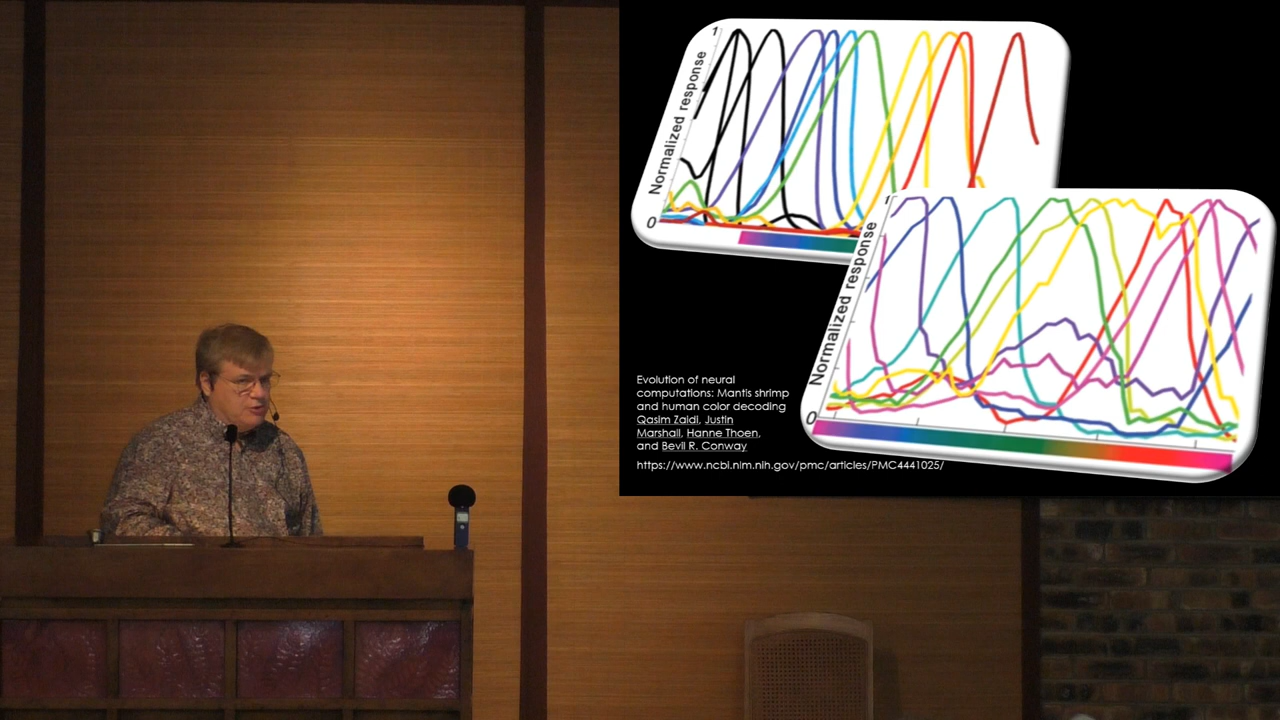 1
Normalized response
0
1
Normalized response
0
Evolution of neural
computations: Mantis shrimp
and human color decoding
Qasim Zaidi, Justin
Marshall, Hanne Thoen,
and Bevil R. Conway
https://www.ncbi.nlm.nih.gov/pmc/articles/PMC4441025/